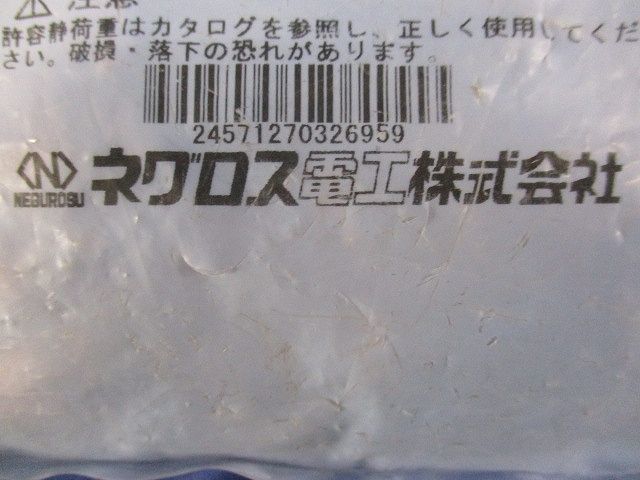 注意
許容静荷重はカタログを参照し、正しく使用してくだ
さい。破損・落下の恐れがあります。
24571270326959
N
NEGUROSU
ネグロス電工株式会社